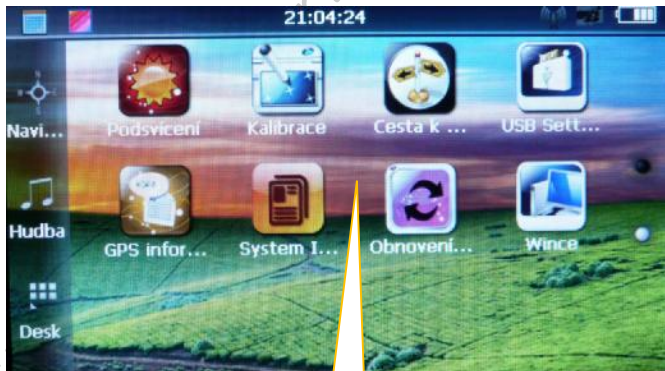 21:04:24
Navi...
Podsvícení
Kalibrace
Cesta k ...
USB Sett...
Hudba
GPS infor...
System I...
Obnovení...
Wince
Desk